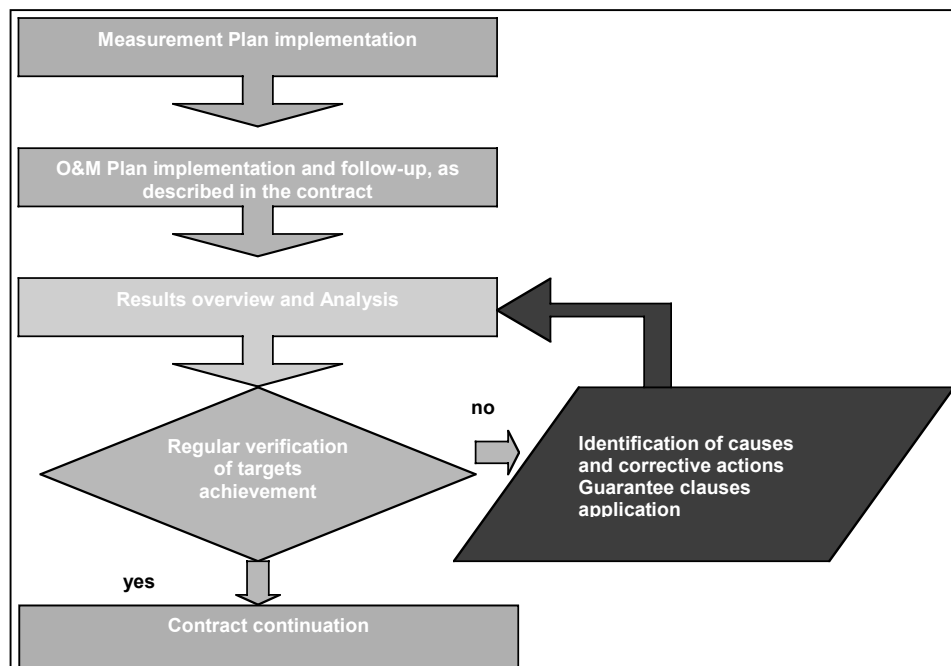 Measurement Plan implementation
O&M Plan implementation and follow-up, as
described in the contract
Results overview and Analysis
Regular verification
of targets
achievement
no
Identification of causes
and corrective actions
Guarantee clauses
application
yes
Contract continuation